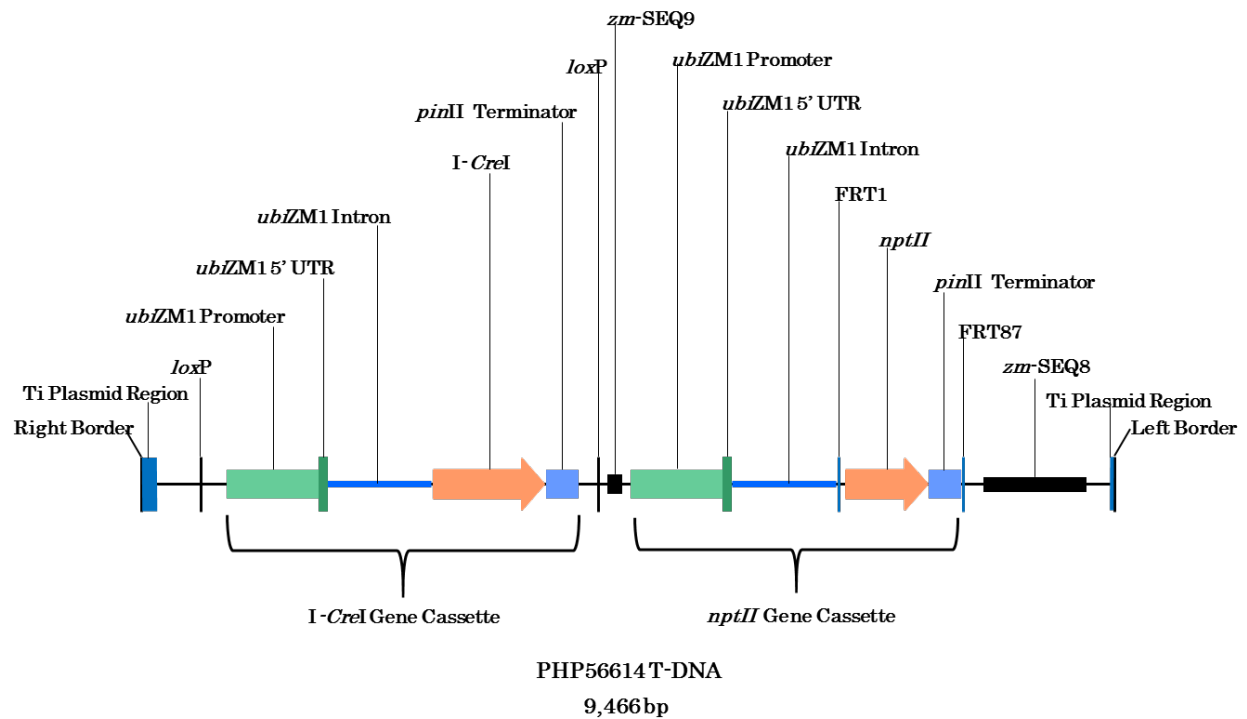 zm-SEQ9
ubiZM1 Promoter
loxP
ubiZM1 5' UTR
pinII Terminator
ubiZM1 Intron
I-CreI
FRT1
ubiZM1 Intron
nptII
ubiZM1 5' UTR
pinII Terminator
ubiZM1 Promoter
FRT87
loxP
zm-SEQ8
Ti Plasmid Region
Ti Plasmid Region
Right Border
Left Border
I-CreI Gene Cassette
nptII Gene Cassette
PHP56614 T-DNA
9,466 bp